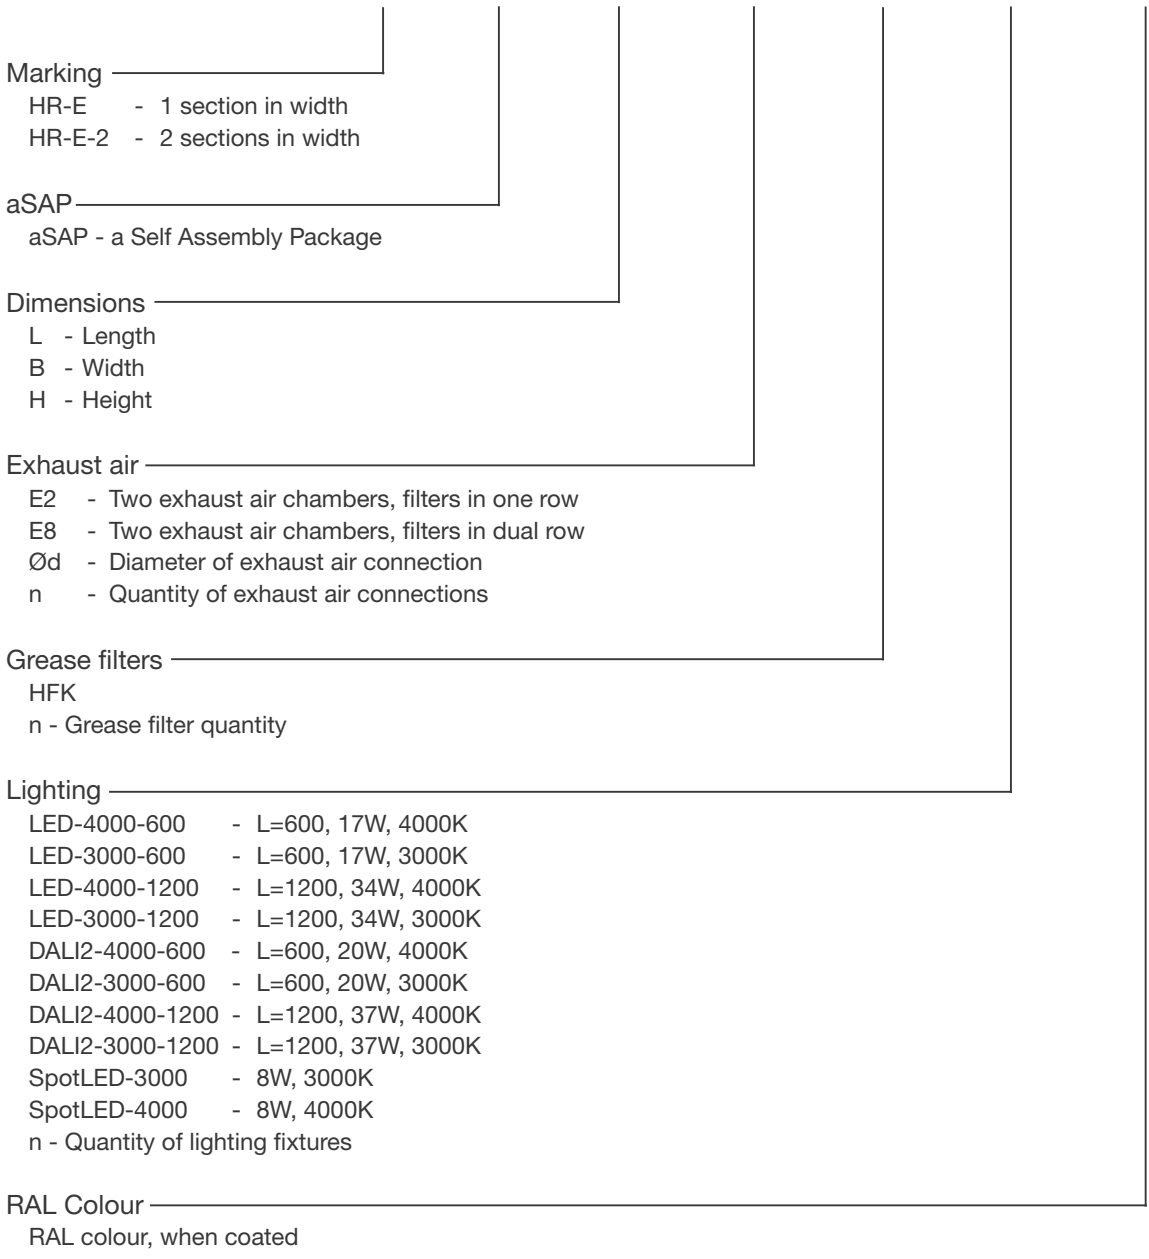 Marking
HR-E - 1 section in width
HR-E-2 - 2 sections in width
aSAP
aSAP - a Self Assembly Package
Dimensions
L - Length
B - Width
H - Height
Exhaust air
E2 - Two exhaust air chambers, filters in one row
E8 - Two exhaust air chambers, filters in dual row
Ød - Diameter of exhaust air connection
n - Quantity of exhaust air connections
Grease filters
HFK
n - Grease filter quantity
Lighting
LED-4000-600 - L=600, 17W, 4000K
LED-3000-600 - L=600, 17W, 3000K
LED-4000-1200 - L=1200, 34W, 4000K
LED-3000-1200 - L=1200, 34W, 3000K
DALI2-4000-600 - L=600, 20W, 4000K
DALI2-3000-600 - L=600, 20W, 3000K
DALI2-4000-1200 - L=1200, 37W, 4000K
DALI2-3000-1200 - L=1200, 37W, 3000K
SpotLED-3000 - 8W, 3000K
SpotLED-4000 - 8W, 4000K
n - Quantity of lighting fixtures
RAL Colour
RAL colour, when coated